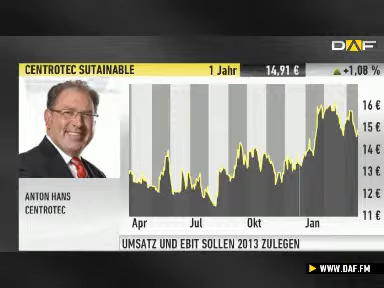 DAF
CENTROTEC SUTAINABLE 1 Jahr 14,91 € +1,08 %
16 €
15 €
14 €
13 €
12 €
11 €
Apr Jul Okt Jan
ANTON HANS
CENTROTEC
UMSATZ UND EBIT SOLLEN 2013 ZULEGEN
WWW.DAF.FM